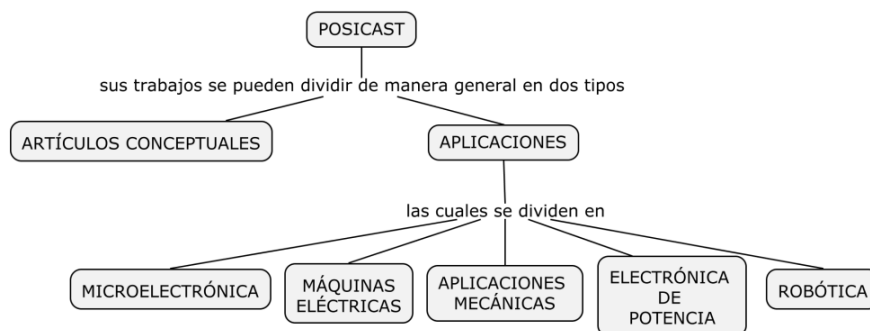 POSICAST
sus trabajos se pueden dividir de manera general en dos tipos
ARTÍCULOS CONCEPTUALES
APLICACIONES
las cuales se dividen en
MICROELECTRÓNICA
MÁQUINAS
ELÉCTRICAS
APLICACIONES
MECÁNICAS
ELECTRÓNICA
DE
POTENCIA
ROBÓTICA